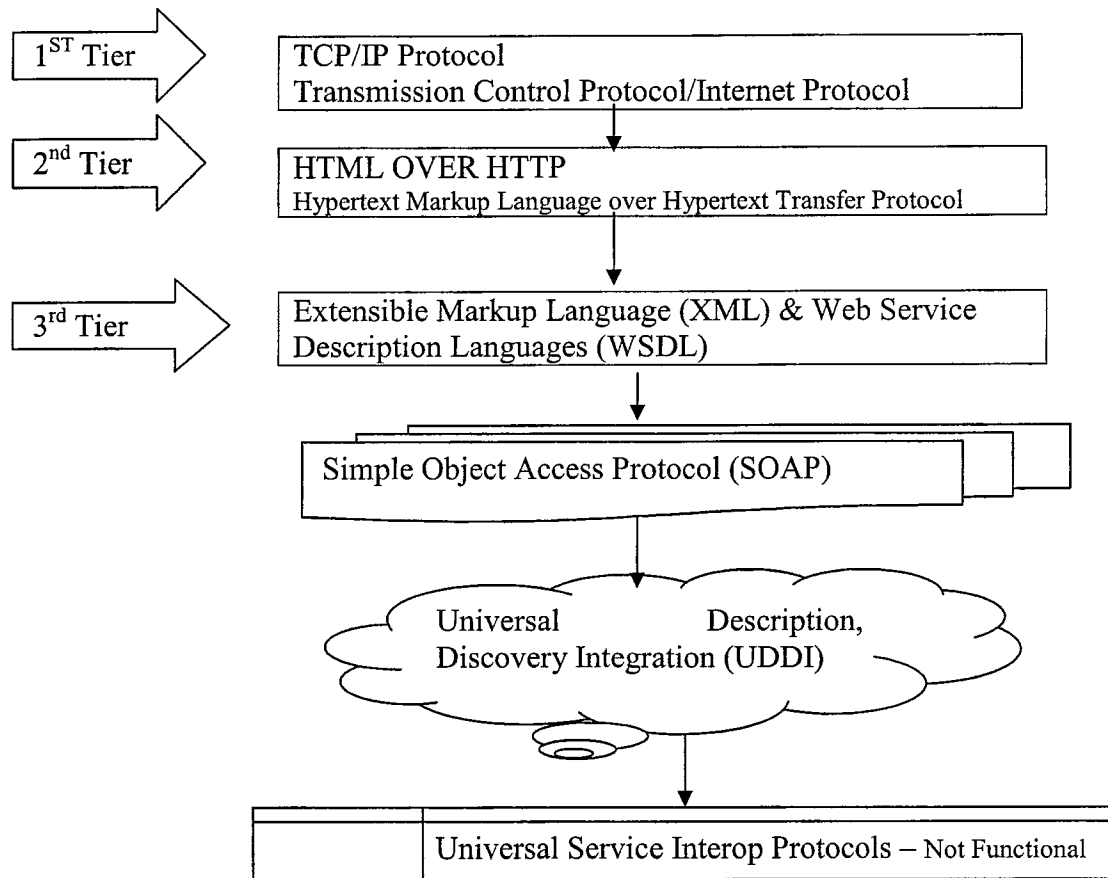 1ST Tier
TCP/IP Protocol
Transmission Control Protocol/Internet Protocol
2nd Tier
HTML OVER HTTP
Hypertext Markup Language over Hypertext Transfer Protocol
3rd Tier
Extensible Markup Language (XML) & Web Service
Description Languages (WSDL)
Simple Object Access Protocol (SOAP)
Universal Description,
Discovery Integration (UDDI)
Universal Service Interop Protocols – Not Functional